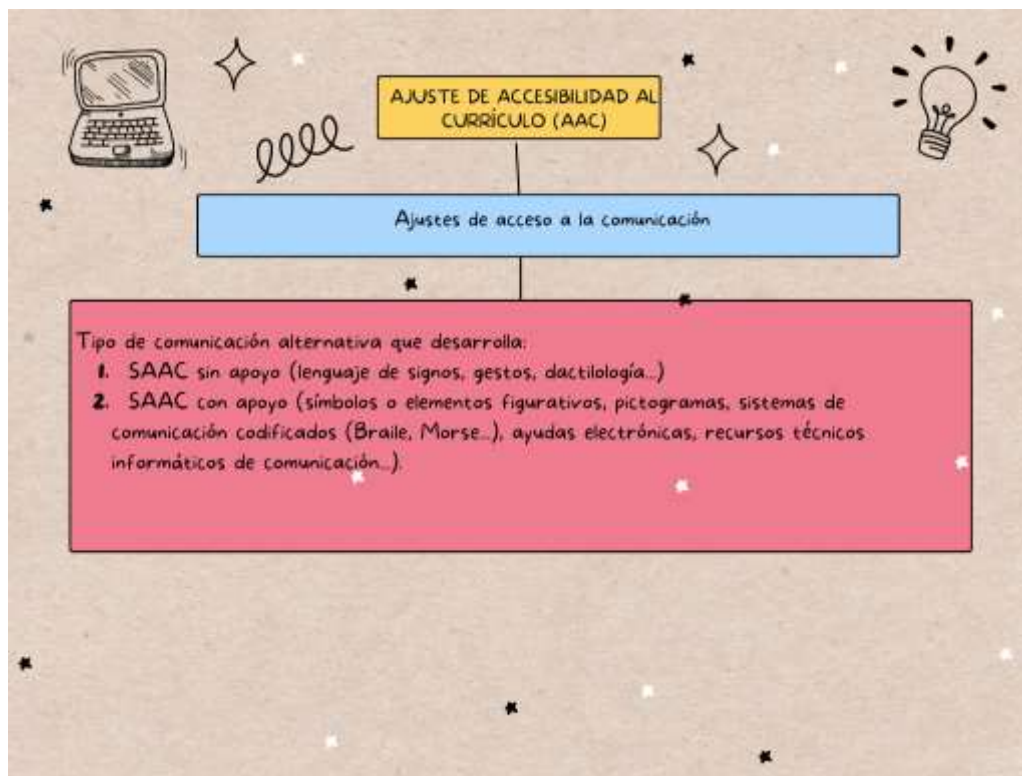 AJUSTE DE ACCESIBILIDAD AL
CURRÍCULO (AAC)
Ajustes de acceso a la comunicación
Tipo de comunicación alternativa que desarrolla:
1. SAAC sin apoyo (lenguaje de signos, gestos, dactilología...)
2. SAAC con apoyo (símbolos o elementos figurativos, pictogramas, sistemas de
comunicación codificados (Braile, Morse...), ayudas electrónicas, recursos técnicos
informáticos de comunicación...).